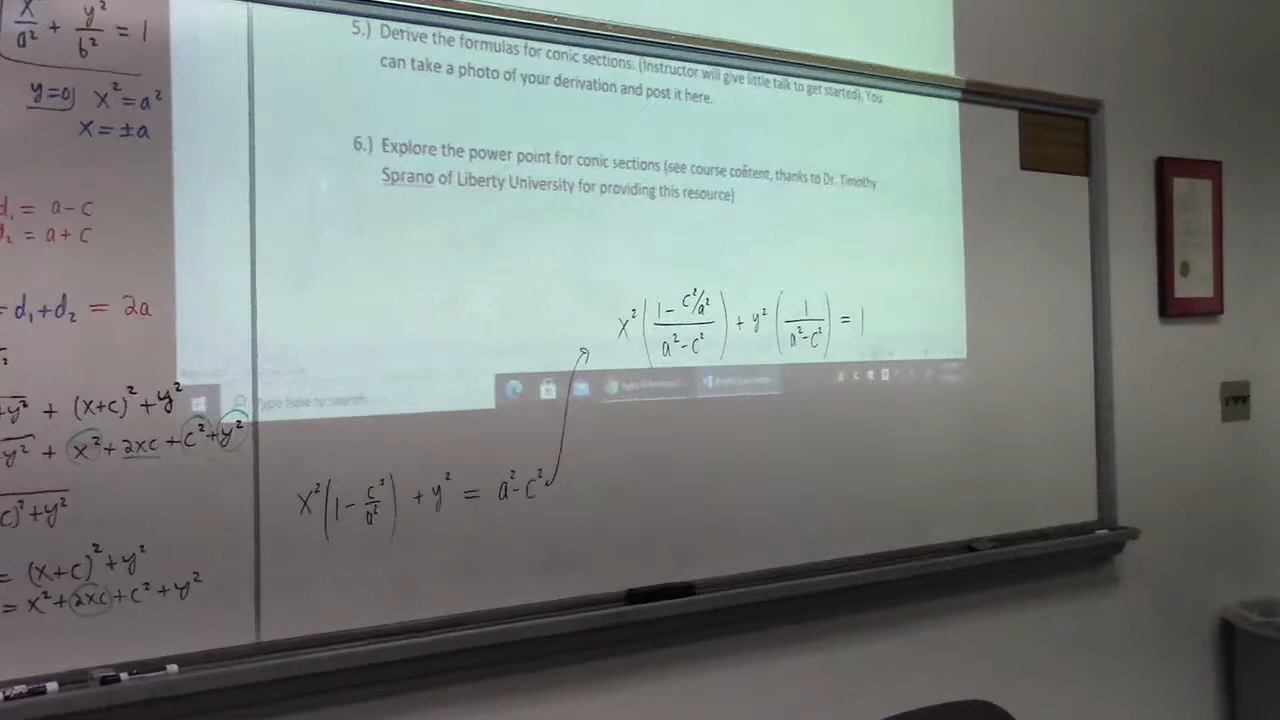 x/a² + y²/b² = 1
y=0 x² = a²
x = ±a
d₁ = a-c
₂ = a+c
= d₁+d₂ = 2a
+y² + (x+c)² + y²
y² + x² + 2xc + c² + y²
c)² + y²
= (x+c)² + y²
= x² + 2xc + c² + y²
5.) Derive the formulas for conic sections. (Instructor will give little talk to get started). You
can take a photo of your derivation and post it here.
6.) Explore the power point for conic sections (see course content, thanks to Dr. Timothy
Sprano of Liberty University for providing this resource)
x² ( (1 - c²/a²) / (a² - c²) ) + y² ( 1 / (a² - c²) ) = 1
Type here to search
x² (1 - c²/a²) + y² = a² - c²